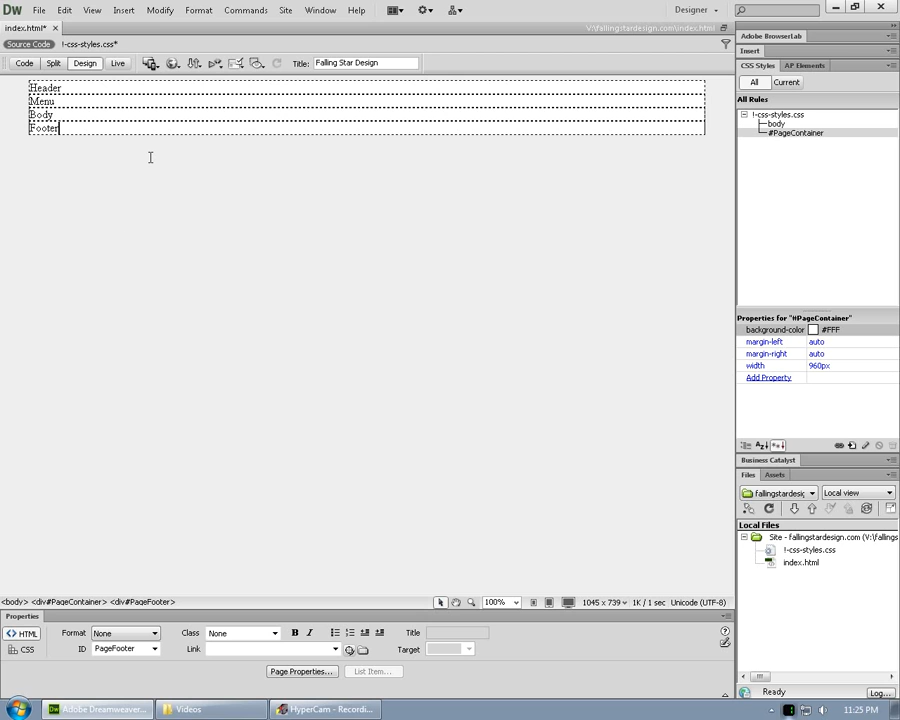 Dw File Edit View Insert Modify Format Commands Site Window Help Designer
index.html* × V:\fallingstardesign.com\index.html
Source Code !-css-styles.css*
Code Split Design Live Title: Falling Star Design
Header
Menu
Body
Footer
Adobe BrowserLab
Insert
CSS Styles AP Elements
All Current
All Rules
!-css-styles.css
body
#PageContainer
Properties for "#PageContainer"
background-color #FFF
margin-left auto
margin-right auto
width 960px
Add Property
Business Catalyst
Files Assets
fallingstardesig Local view
Local Files
Site - fallingstardesign.com (V:\fallings
!-css-styles.css
index.html
<body> <div#PageContainer> <div#PageFooter> 100% 1045 x 739 1K / 1 sec Unicode (UTF-8)
Properties
<> HTML Format None Class None B I Title
CSS ID PageFooter Link Target
Page Properties... List Item...
Ready Log...
Dw Adobe Dreamweaver... Videos HyperCam - Recordi... 11:25 PM